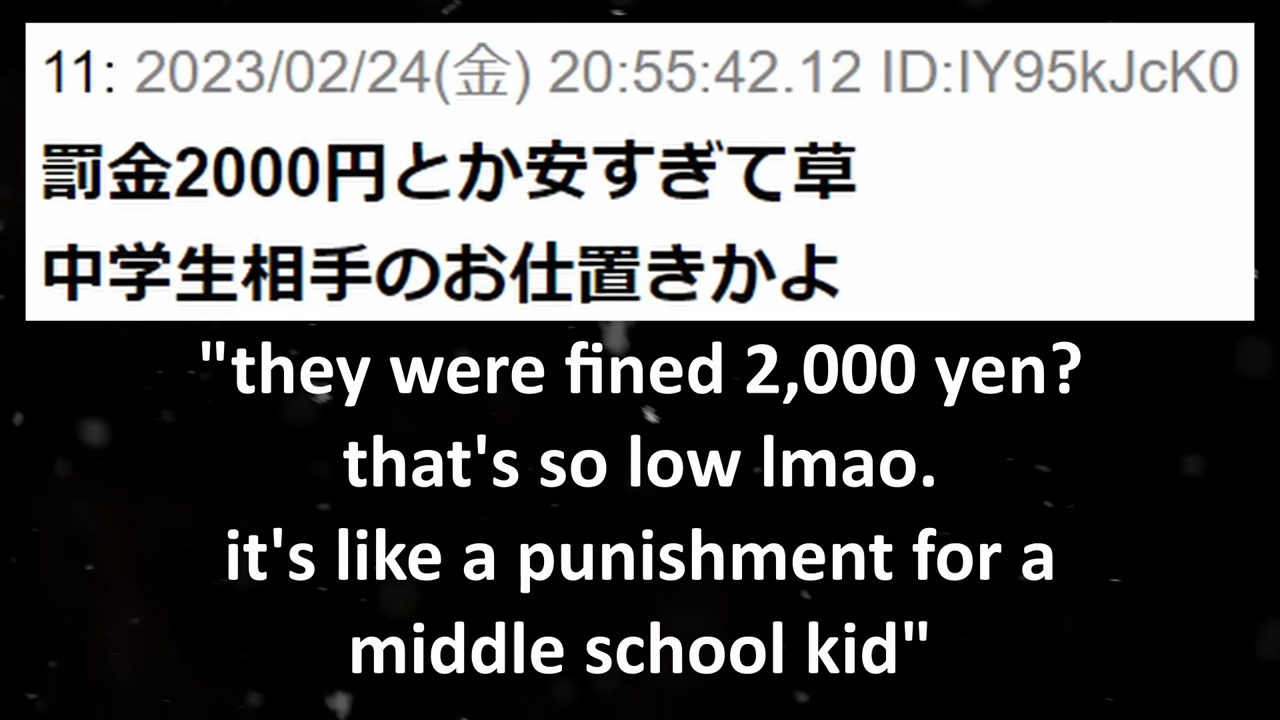 11: 2023/02/24(金) 20:55:42.12 ID:IY95kJcK0
罰金2000円とか安すぎて草
中学生相手のお仕置きかよ
"they were fined 2,000 yen?
that's so low lmao.
it's like a punishment for a
middle school kid"